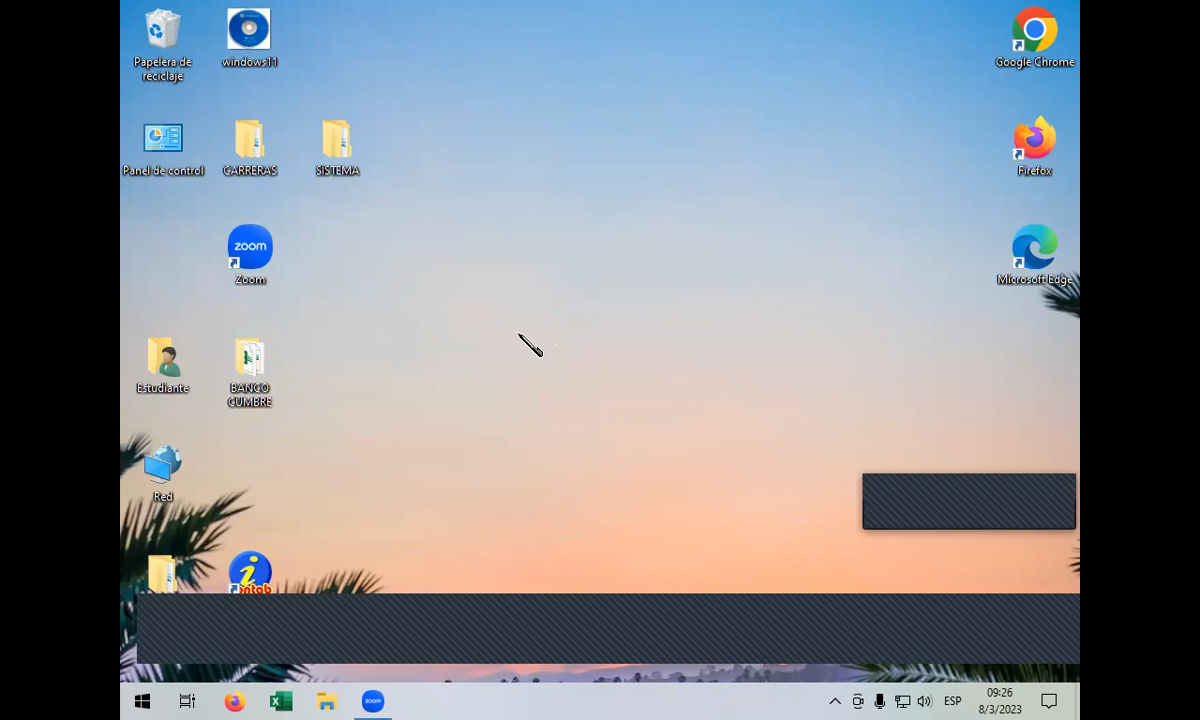 Papelera de
reciclaje
windows11
Google Chrome
Panel de control
CARRERAS
SISTEMA
Firefox
zoom
Zoom
Microsoft Edge
Estudiante
BANCO
CUMBRE
Red
zoom
ESP
09:26
8/3/2023